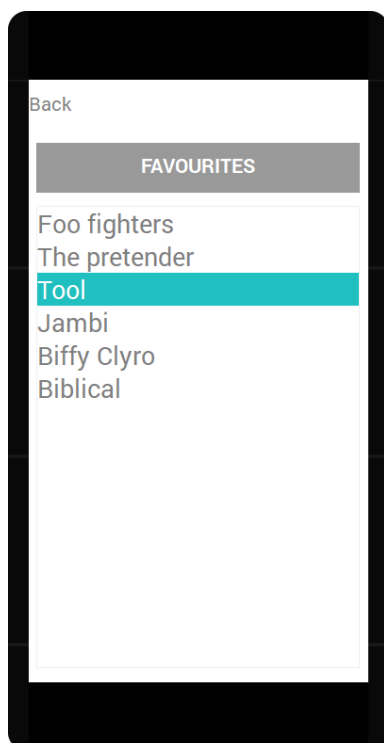 Back
FAVOURITES
Foo fighters
The pretender
Tool
Jambi
Biffy Clyro
Biblical